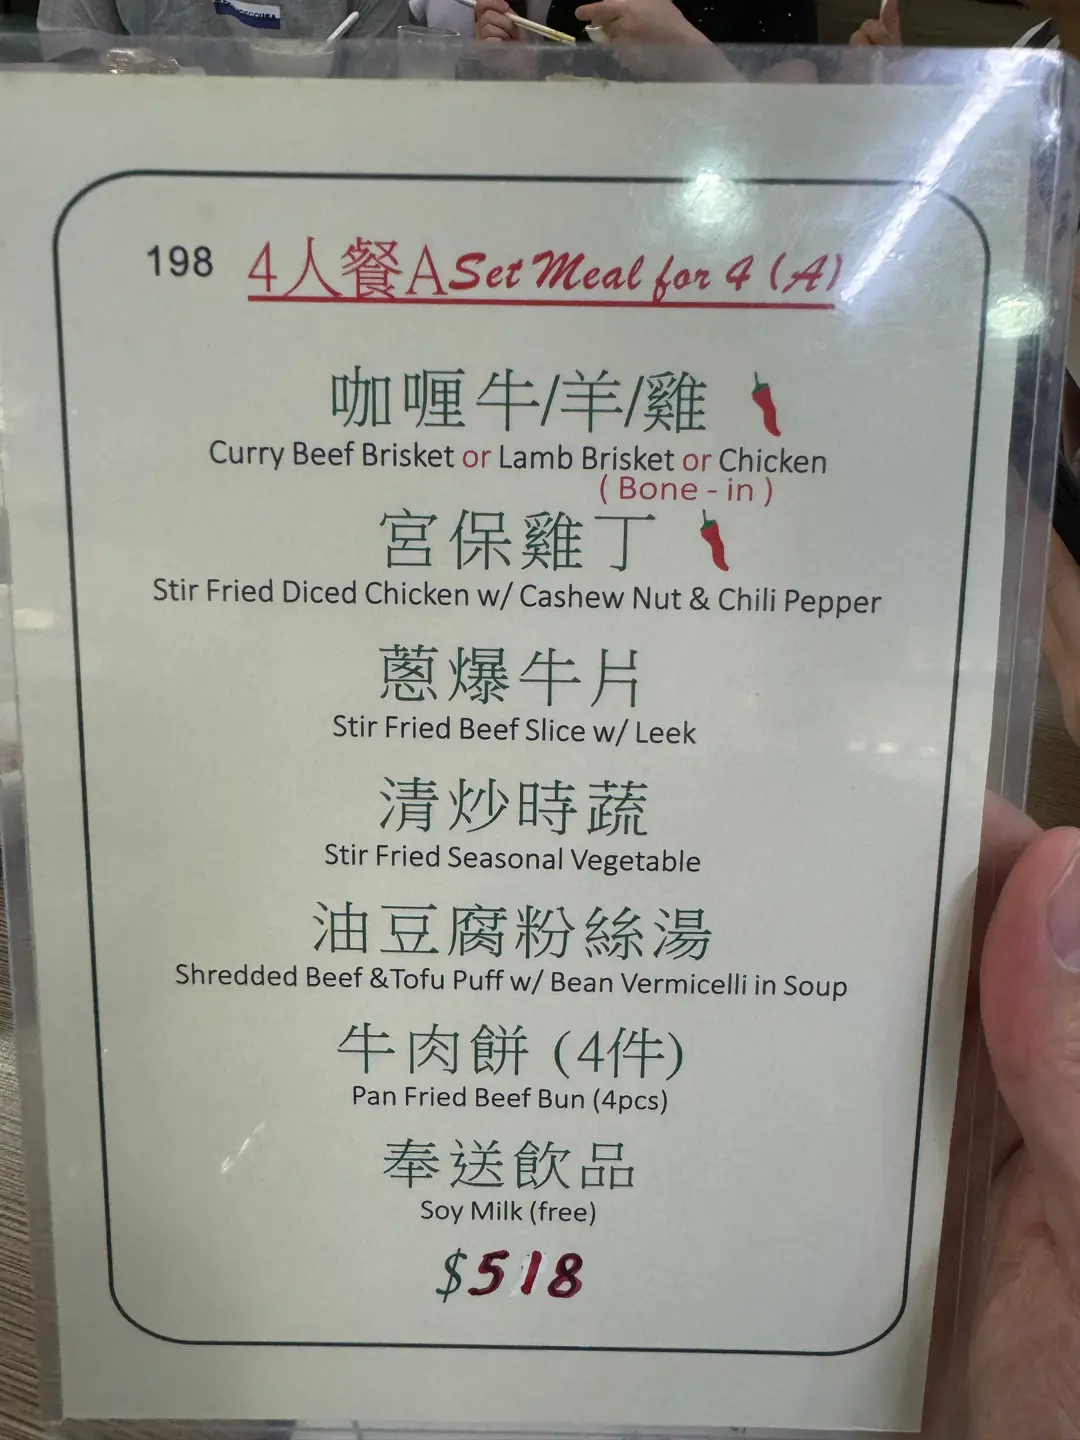 198 4人餐A Set Meal for 4 (A)
咖喱牛/羊/雞
Curry Beef Brisket or Lamb Brisket or Chicken
( Bone - in )
宮保雞丁
Stir Fried Diced Chicken w/ Cashew Nut & Chili Pepper
蔥爆牛片
Stir Fried Beef Slice w/ Leek
清炒時蔬
Stir Fried Seasonal Vegetable
油豆腐粉絲湯
Shredded Beef &Tofu Puff w/ Bean Vermicelli in Soup
牛肉餅 (4件)
Pan Fried Beef Bun (4pcs)
奉送飲品
Soy Milk (free)
$518